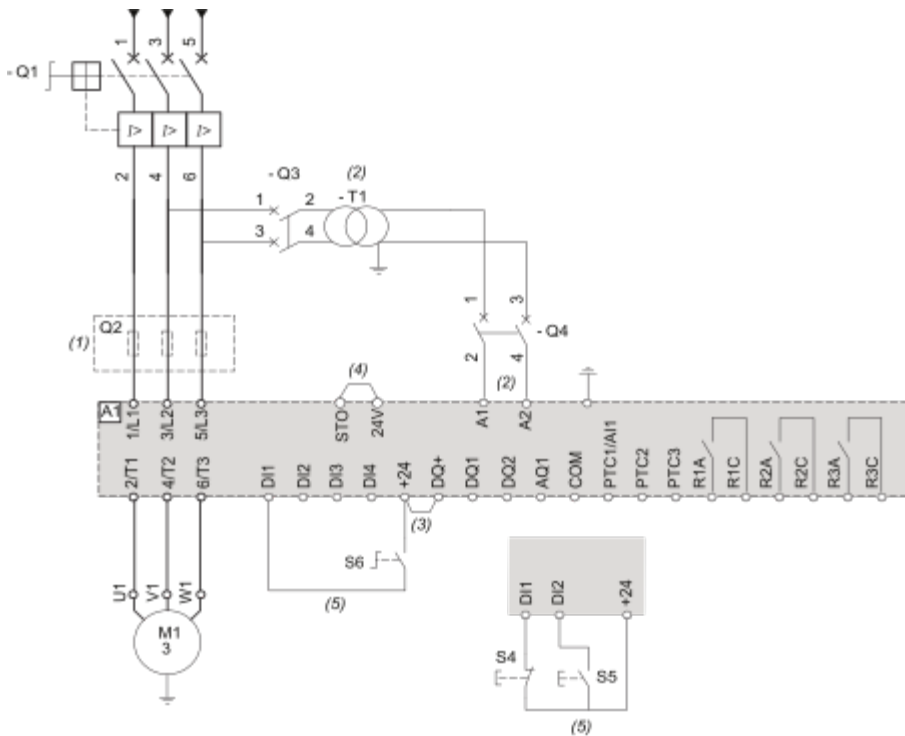 1 3 5
- Q1
I> I> I>
2 4 6
- Q3 (2)
1 2 - T1
3 4
1 3
- Q4
2 4
(1) Q2
(4) (2)
A1 1/L1 3/L2 5/L3 STO 24V A1 A2
2/T1 4/T2 6/T3 DI1 DI2 DI3 DI4 +24 DQ+ DQ1 DQ2 AQ1 COM PTC1/AI1 PTC2 PTC3 R1A R1C R2A R2C R3A R3C
(3)
S6
(5)
U1 V1 W1
M1
3
DI1 DI2 +24
S4 S5
(5)